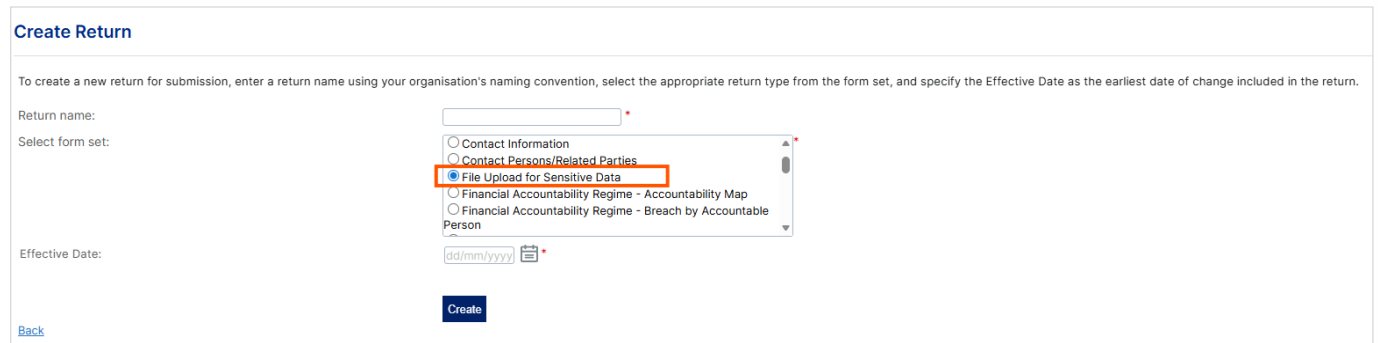 Create Return
To create a new return for submission, enter a return name using your organisation's naming convention, select the appropriate return type from the form set, and specify the Effective Date as the earliest date of change included in the return.
Return name:
*
Select form set:
Contact Information
*
Contact Persons/Related Parties
File Upload for Sensitive Data
Financial Accountability Regime - Accountability Map
Financial Accountability Regime - Breach by Accountable
Person
Effective Date:
dd/mm/yyyy
*
Create
Back